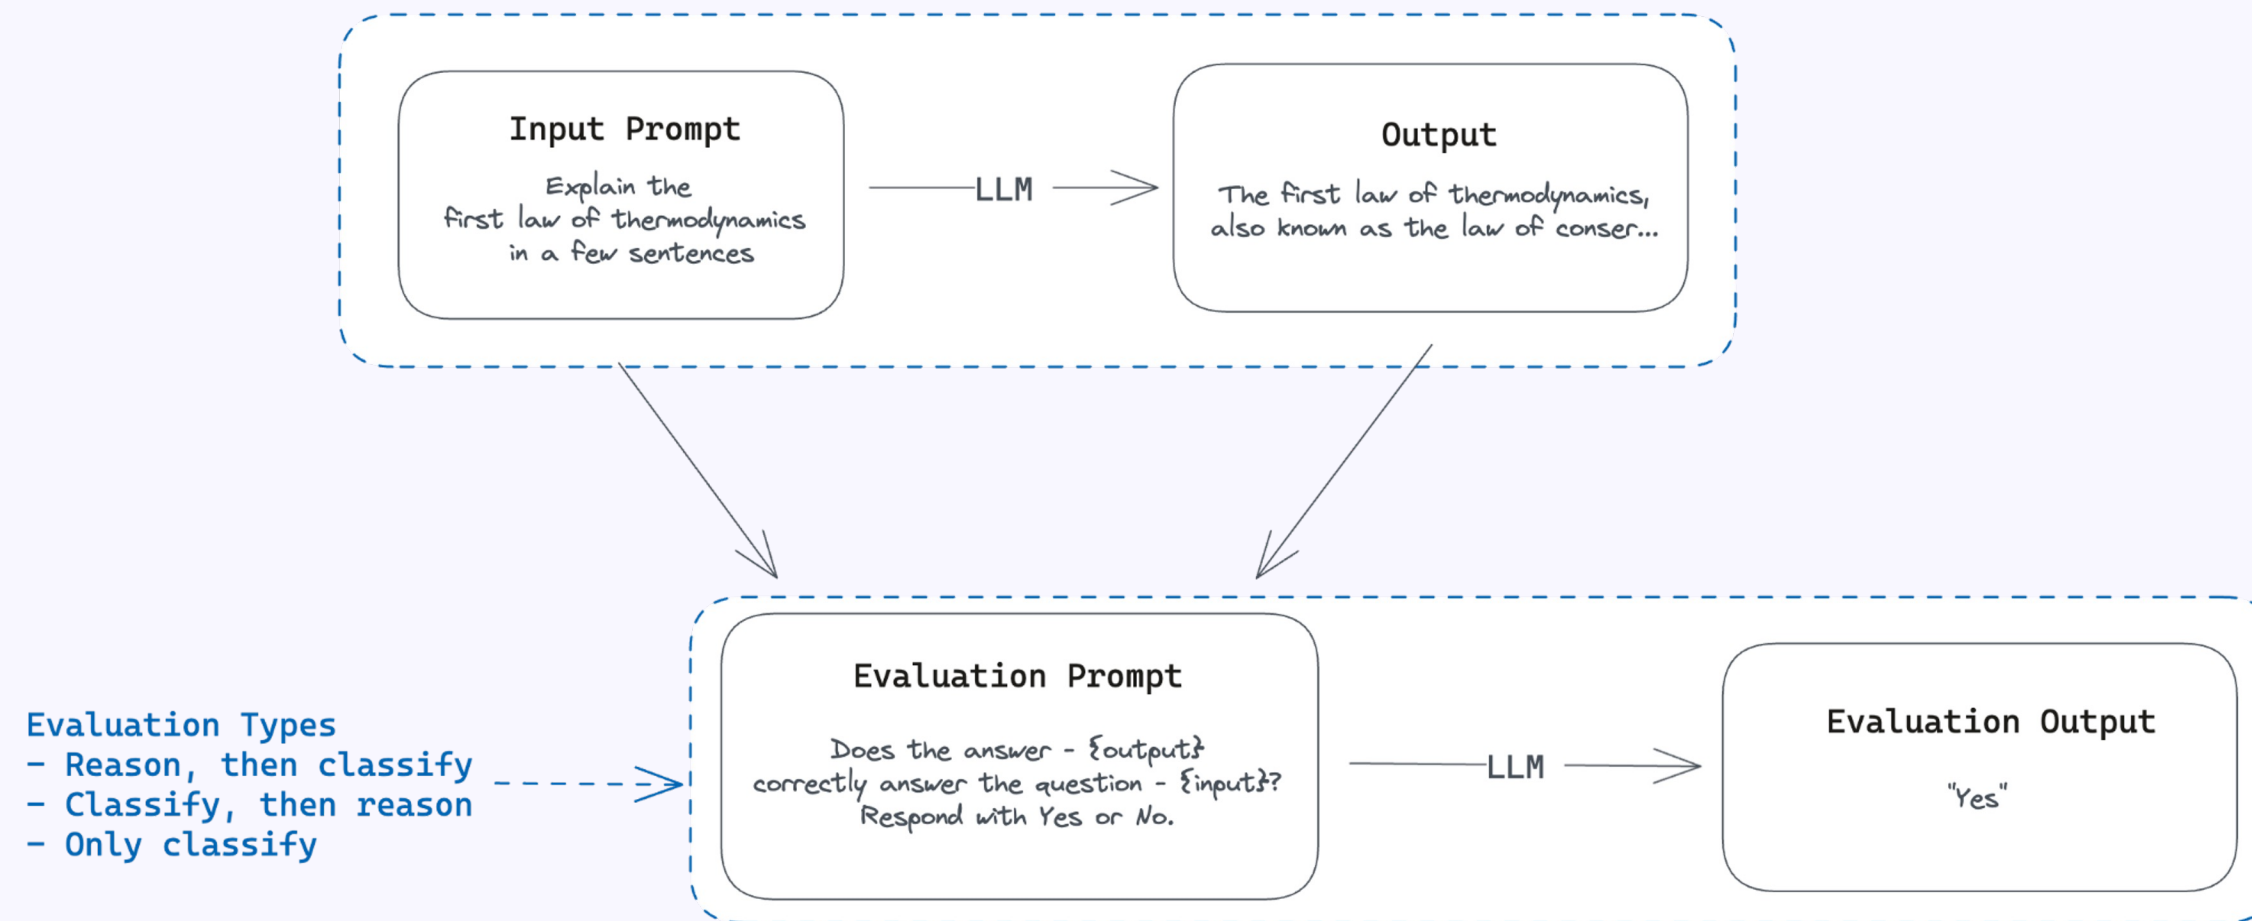 Input Prompt
Explain the
first law of thermodynamics
in a few sentences
LLM
Output
The first law of thermodynamics,
also known as the law of conser...
Evaluation Types
- Reason, then classify
- Classify, then reason
- Only classify
Evaluation Prompt
Does the answer - {output}
correctly answer the question - {input}?
Respond with Yes or No.
LLM
Evaluation Output
"Yes"